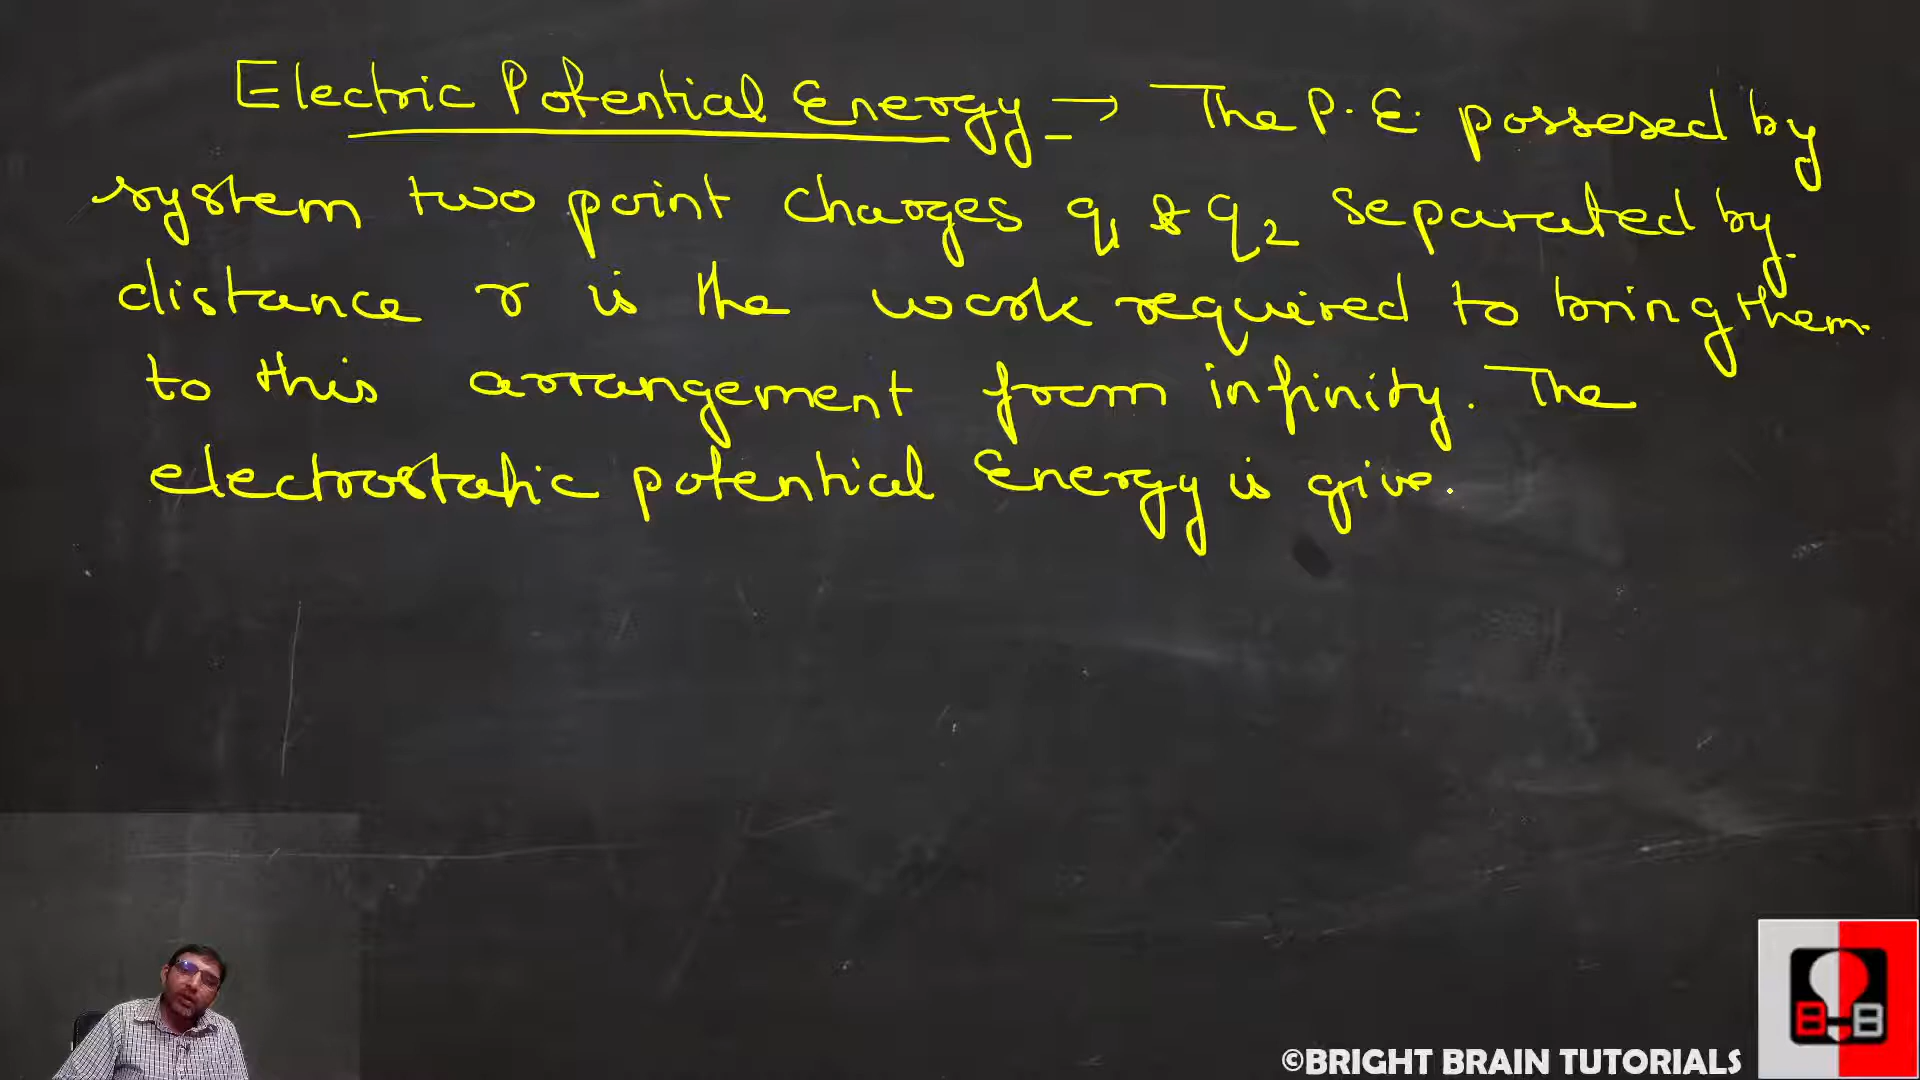 Electric Potential Energy → The P.E. possesed by
system two point charges q1 & q2 separated by
distance r is the work required to bring them
to this arrangement from infinity. The
electrostatic potential Energy is give.
B-B
©BRIGHT BRAIN TUTORIALS